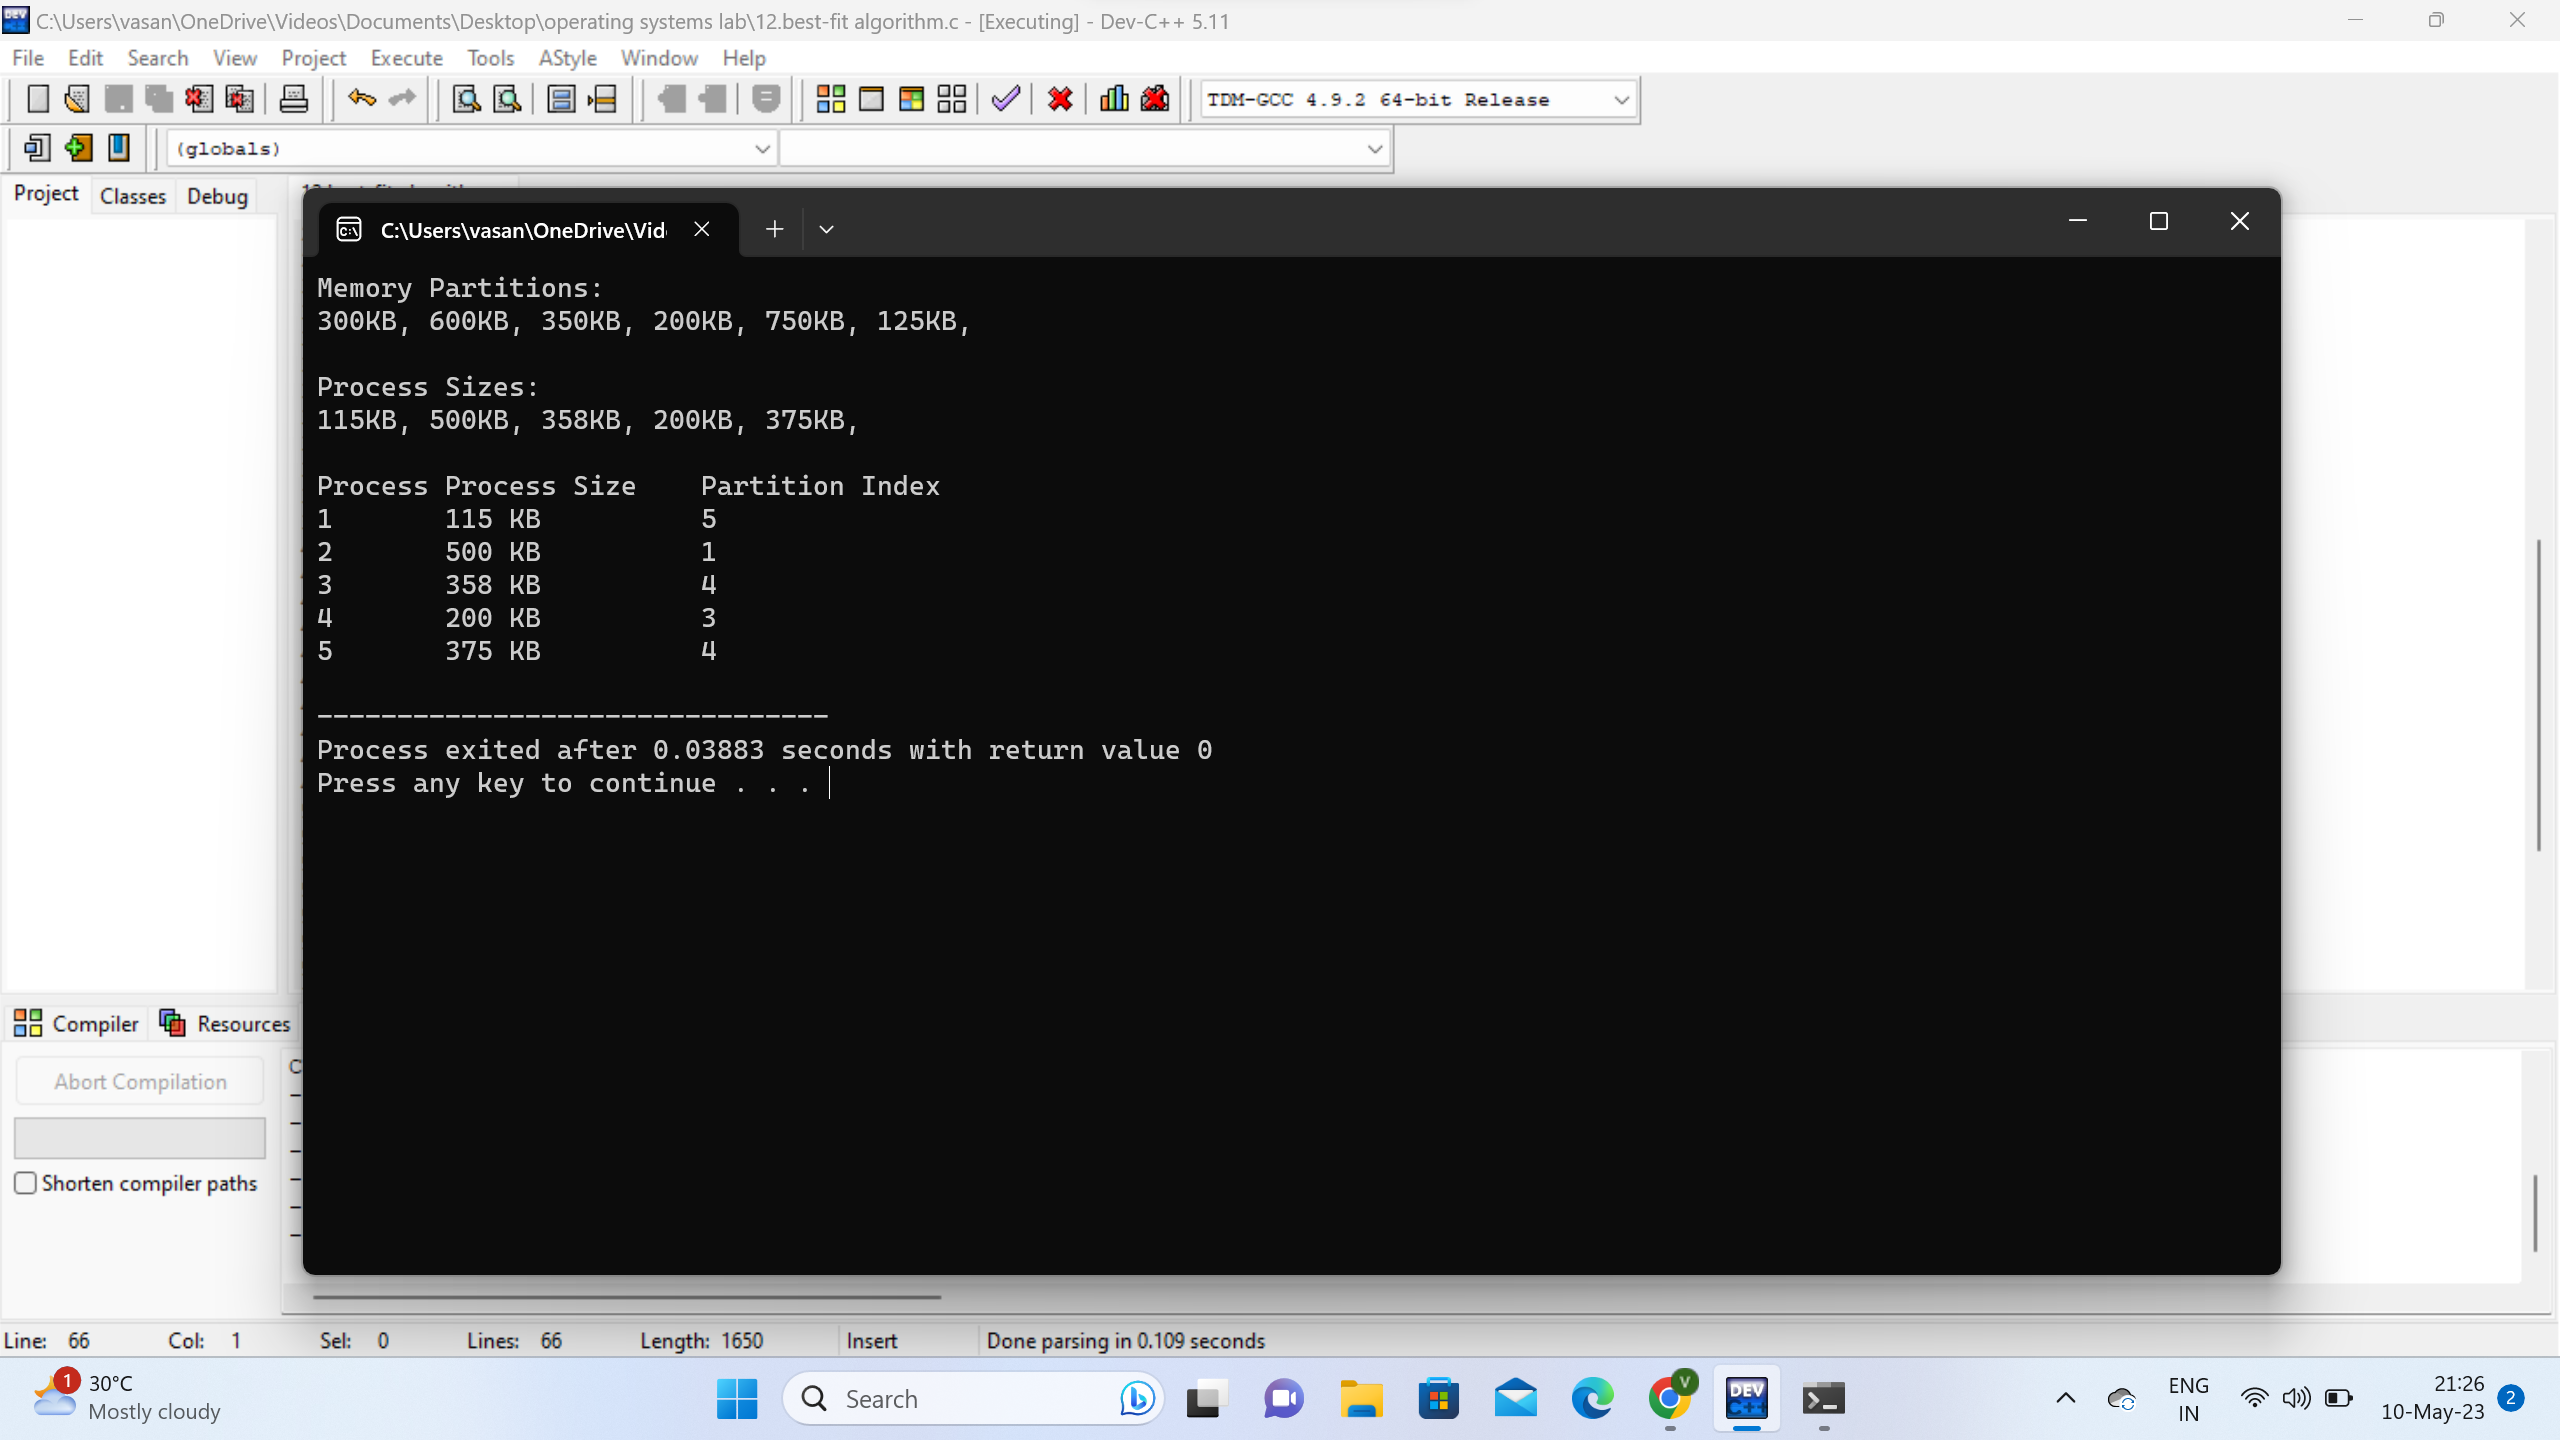 C:\Users\vasan\OneDrive\Videos\Documents\Desktop\operating systems lab\12.best-fit algorithm.c - [Executing] - Dev-C++ 5.11
File Edit Search View Project Execute Tools AStyle Window Help
TDM-GCC 4.9.2 64-bit Release
(globals)
Project Classes Debug
C:\Users\vasan\OneDrive\Vid
Memory Partitions:
300KB, 600KB, 350KB, 200KB, 750KB, 125KB,
Process Sizes:
115KB, 500KB, 358KB, 200KB, 375KB,
Process Process Size Partition Index
1 115 KB 5
2 500 KB 1
3 358 KB 4
4 200 KB 3
5 375 KB 4
--------------------------------
Process exited after 0.03883 seconds with return value 0
Press any key to continue . . .
Compiler Resources
Abort Compilation
Shorten compiler paths
Line: 66 Col: 1 Sel: 0 Lines: 66 Length: 1650 Insert Done parsing in 0.109 seconds
1 30°C
Mostly cloudy
Search
V
DEV C++
ENG
IN
21:26
10-May-23
2